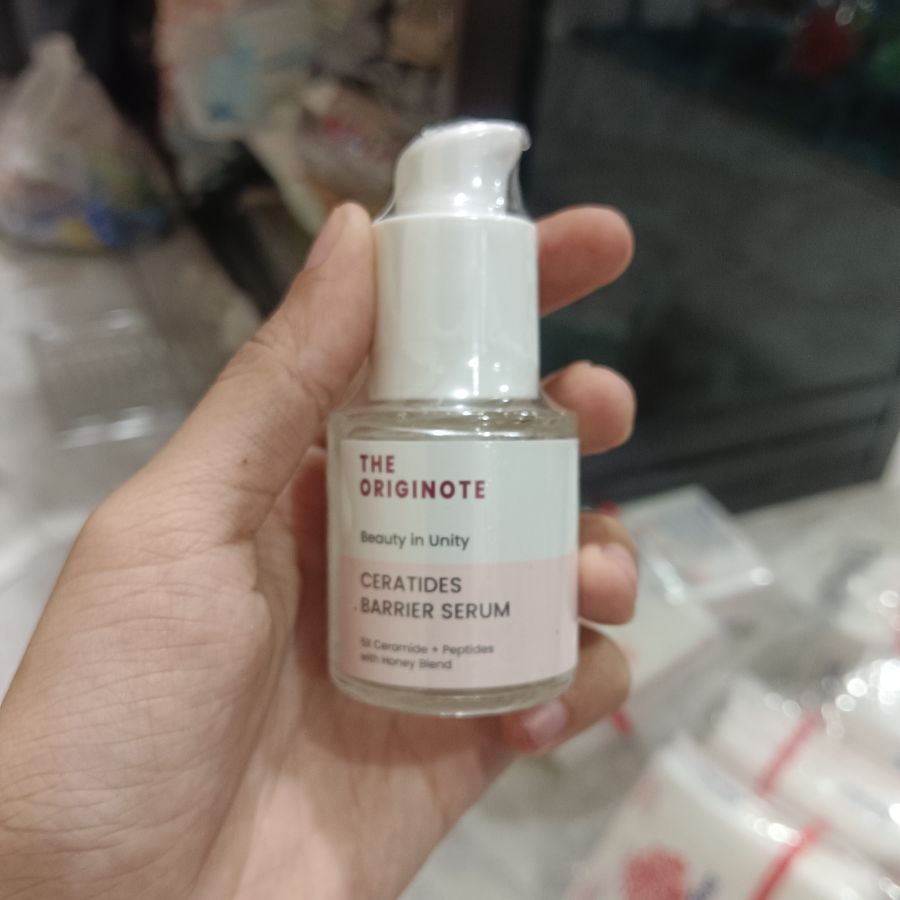 THE
ORIGINOTE
Beauty in Unity
CERATIDES
BARRIER SERUM
5X Ceramide + Peptides
with Honey Blend